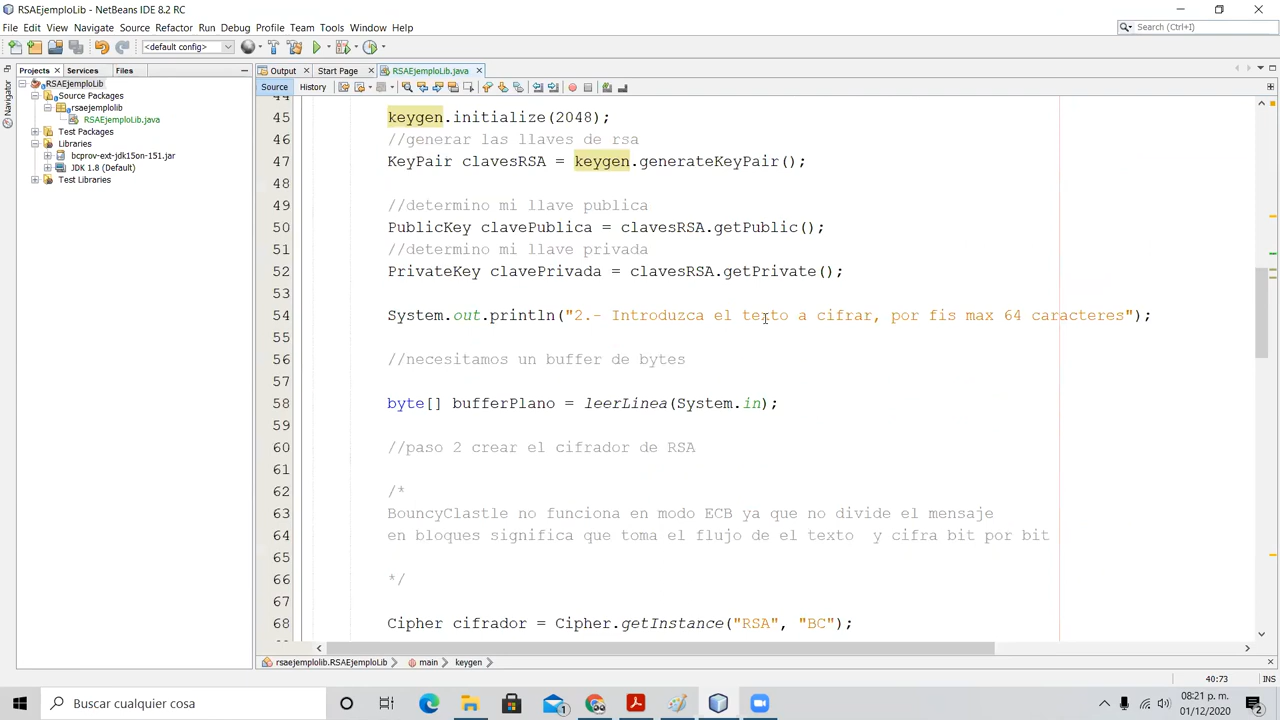 RSAEjemploLib - NetBeans IDE 8.2 RC
File Edit View Navigate Source Refactor Run Debug Profile Team Tools Window Help
Search (Ctrl+I)
<default config>
Projects Services Files
Output Start Page RSAEjemploLib.java
Source History
Navigator
RSAEjemploLib
Source Packages
rsaejemplolib
RSAEjemploLib.java
Test Packages
Libraries
bcprov-ext-jdk15on-151.jar
JDK 1.8 (Default)
Test Libraries
44
45 keygen.initialize(2048);
46 //generar las llaves de rsa
47 KeyPair clavesRSA = keygen.generateKeyPair();
48
49 //determino mi llave publica
50 PublicKey clavePublica = clavesRSA.getPublic();
51 //determino mi llave privada
52 PrivateKey clavePrivada = clavesRSA.getPrivate();
53
54 System.out.println("2.- Introduzca el texto a cifrar, por fis max 64 caracteres");
55
56 //necesitamos un buffer de bytes
57
58 byte[] bufferPlano = leerLinea(System.in);
59
60 //paso 2 crear el cifrador de RSA
61
62 /*
63 BouncyClastle no funciona en modo ECB ya que no divide el mensaje
64 en bloques significa que toma el flujo de el texto  y cifra bit por bit
65
66 */
67
68 Cipher cifrador = Cipher.getInstance("RSA", "BC");
rsaejemplolib.RSAEjemploLib main keygen
40:73 INS
Buscar cualquier cosa
1
08:21 p. m.
01/12/2020
2